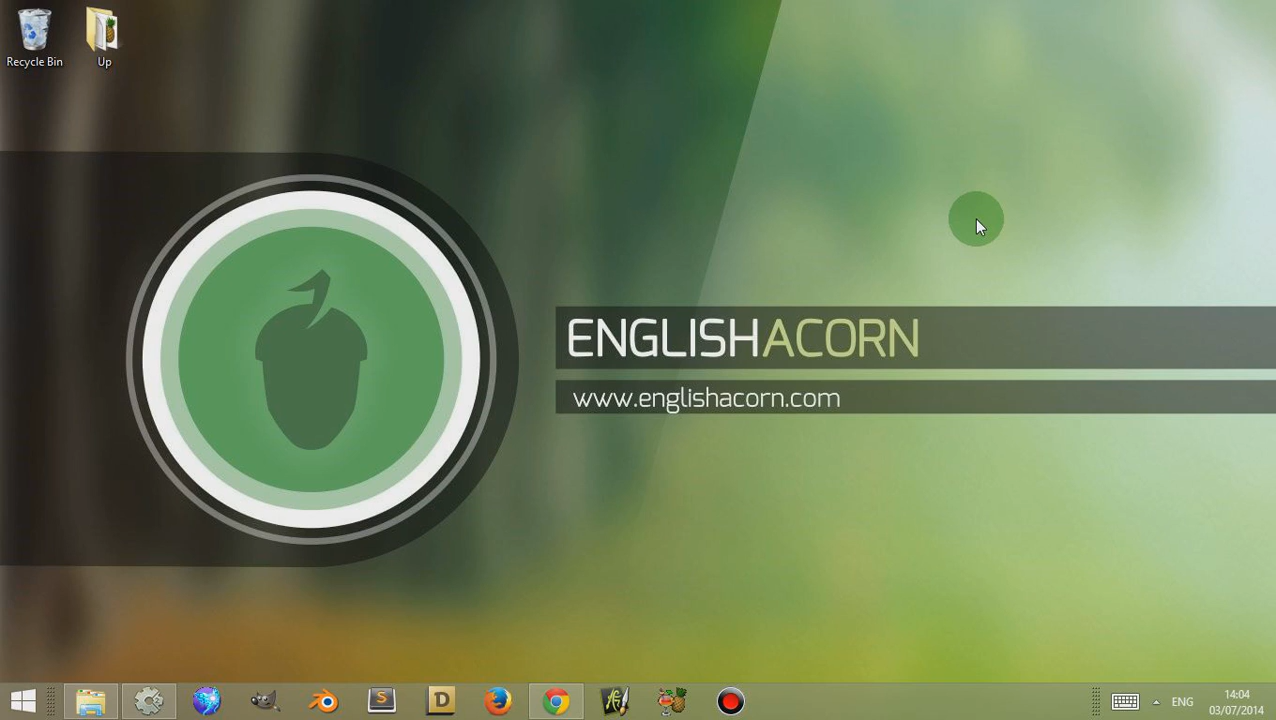 Recycle Bin
Up
ENGLISHACORN
www.englishacorn.com
S
D
ENG
14:04
03/07/2014